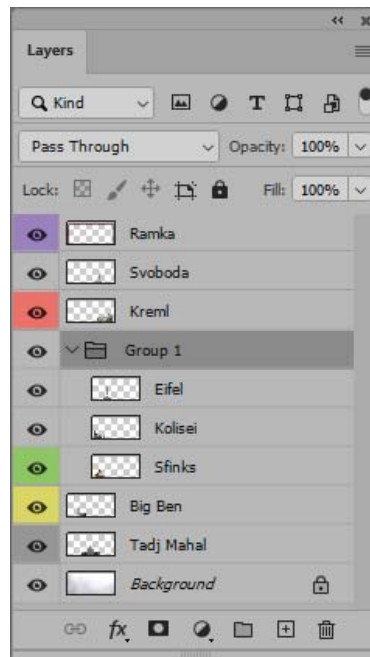 Layers
Kind
Pass Through Opacity: 100%
Lock: Fill: 100%
Ramka
Svoboda
Kreml
Group 1
Eifel
Kolisei
Sfinks
Big Ben
Tadj Mahal
Background
fx